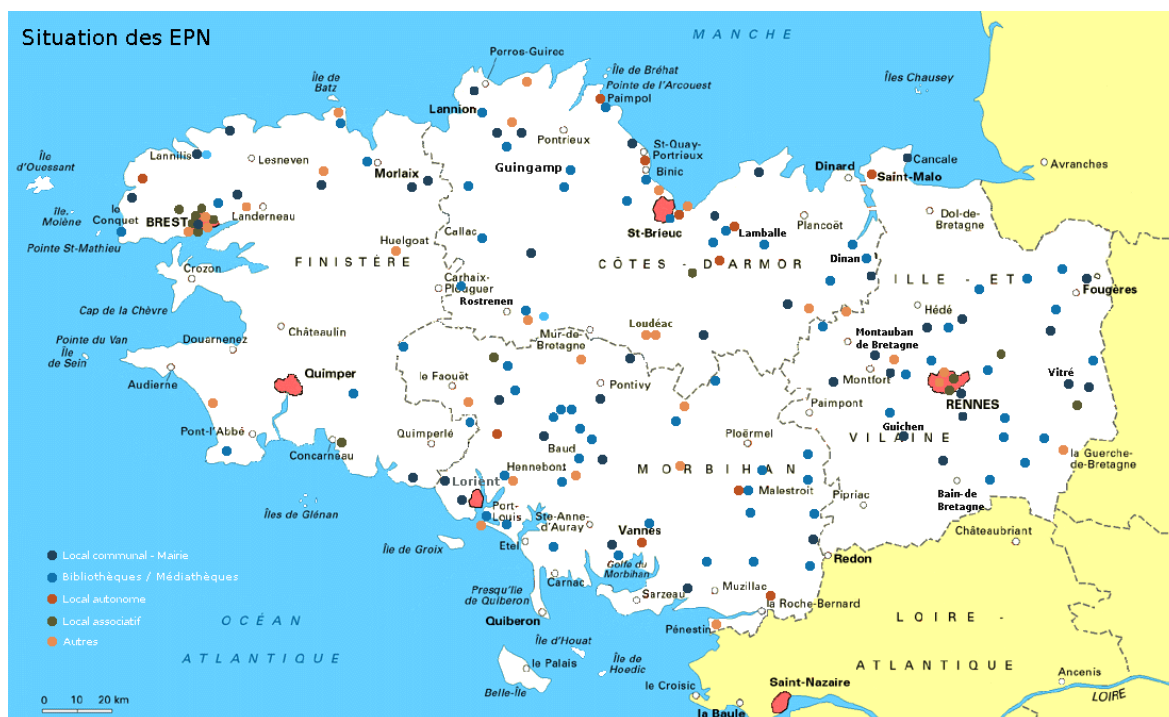 Situation des EPN
MANCHE
Perros-Guirec
Île de Bréhat
Pointe de l'Arcouest
Paimpol
Îles Chausey
Île de
Batz
Lannion
Pontrieux
St-Quay-
Portrieux
Binic
Dinard
Cancale
Saint-Malo
Avranches
Île
d'Ouessant
Lannilis
Lesneven
Morlaix
Guingamp
Île
Molène
le
Conquet
BREST
Landerneau
Pointe St-Mathieu
Huelgoat
Callac
St-Brieuc
Lamballe
Plancoët
Dol-de-
Bretagne
Crozon
FINISTÈRE
CÔTES - D'ARMOR
Dinan
ILLE - ET
Cap de la Chèvre
Carhaix-
Plouguer
Rostrenen
Fougères
Hédé
Pointe du Van
Île
de Sein
Douarnenez
Châteaulin
Mur-de-
Bretagne
Loudéac
Montauban
de Bretagne
Audierne
Quimper
le Faouët
Pontivy
Montfort
Vitré
RENNES
Paimpont
Pont-l'Abbé
Concarneau
Quimperlé
Baud
Ploërmel
Guichen
VILAINE
la Guerche-
de-Bretagne
Hennebont
MORBIHAN
Lorient
Malestroit
Pipriac
Bain-de
Bretagne
Îles de Glénan
Port-
Louis
Ste-Anne-
d'Auray
Vannes
Châteaubriant
Île de Groix
Etel
Redon
Golfe du
Morbihan
Carnac
Presqu'île
de Quiberon
Sarzeau
Muzillac
la Roche-Bernard
Quiberon
Pénestin
LOIRE -
ATLANTIQUE
Local communal - Mairie
Bibliothèques / Médiathèques
Local autonome
Local associatif
Autres
OCÉAN
ATLANTIQUE
Île d'Houat
Île de
Hoedic
le Palais
Belle-Île
Ancenis
le Croisic
Saint-Nazaire
LOIRE
la Baule
0 10 20 km